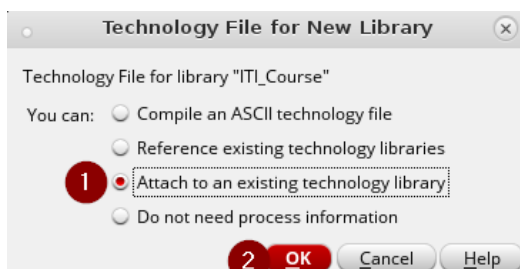 Technology File for New Library
Technology File for library "ITI_Course"
You can: Compile an ASCII technology file
Reference existing technology libraries
1 Attach to an existing technology library
Do not need process information
2 OK Cancel Help